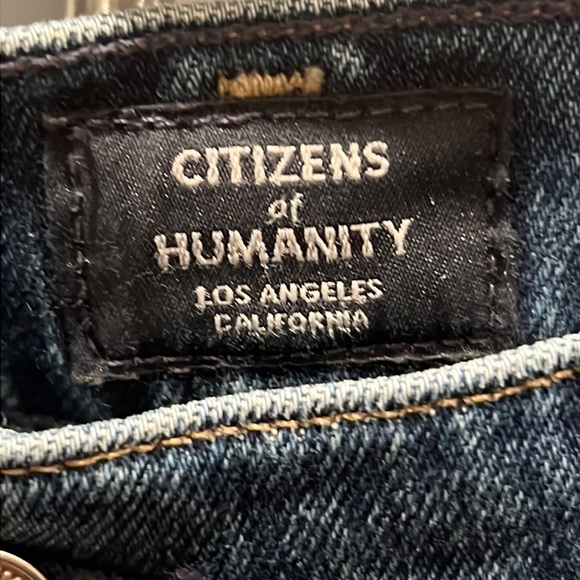 CITIZENS
of
HUMANITY
LOS ANGELES
CALIFORNIA